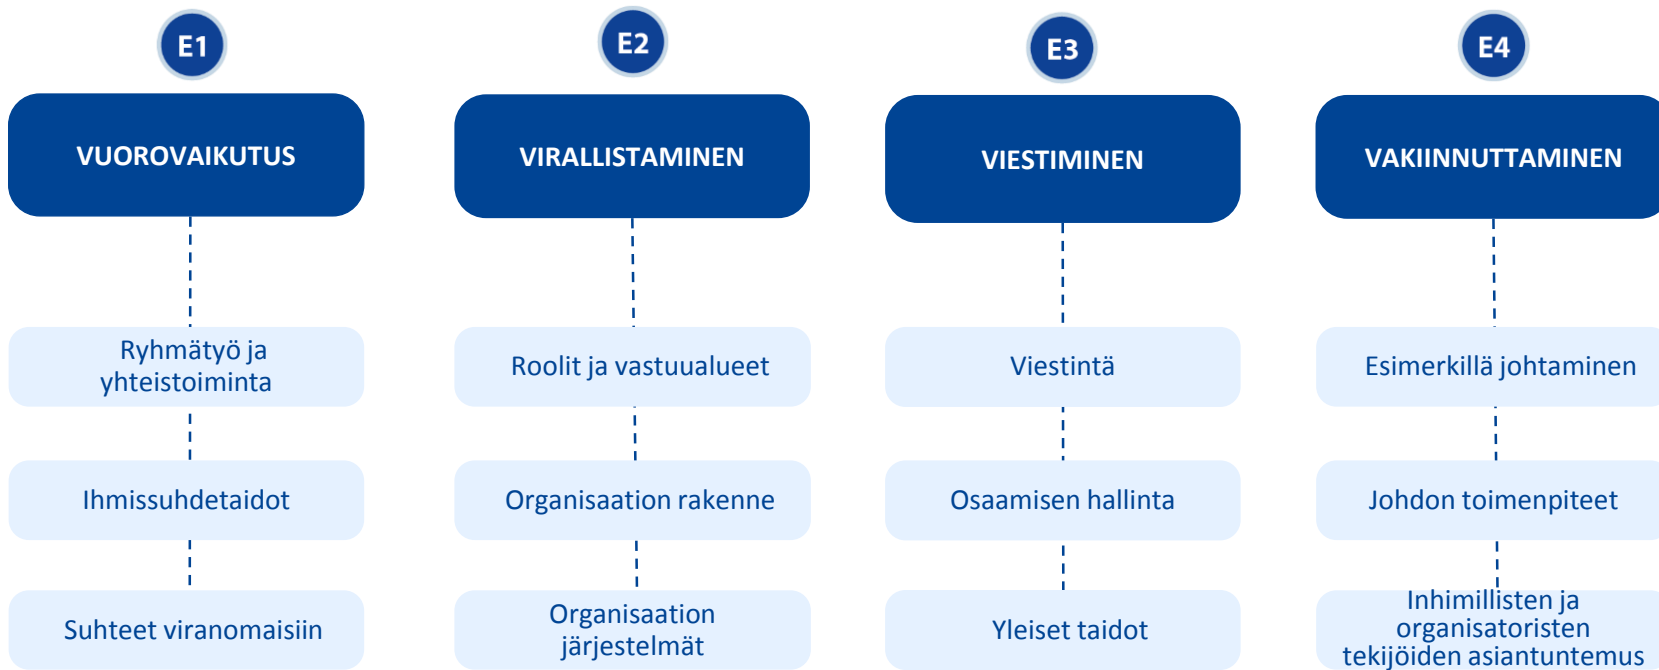 E1
VUOROVAIKUTUS
Ryhmätyö ja
yhteistoiminta
Ihmissuhdetaidot
Suhteet viranomaisiin
E2
VIRALLISTAMINEN
Roolit ja vastuualueet
Organisaation rakenne
Organisaation
järjestelmät
E3
VIESTIMINEN
Viestintä
Osaamisen hallinta
Yleiset taidot
E4
VAKIINNUTTAMINEN
Esimerkillä johtaminen
Johdon toimenpiteet
Inhimillisten ja
organisatoristen
tekijöiden asiantuntemus